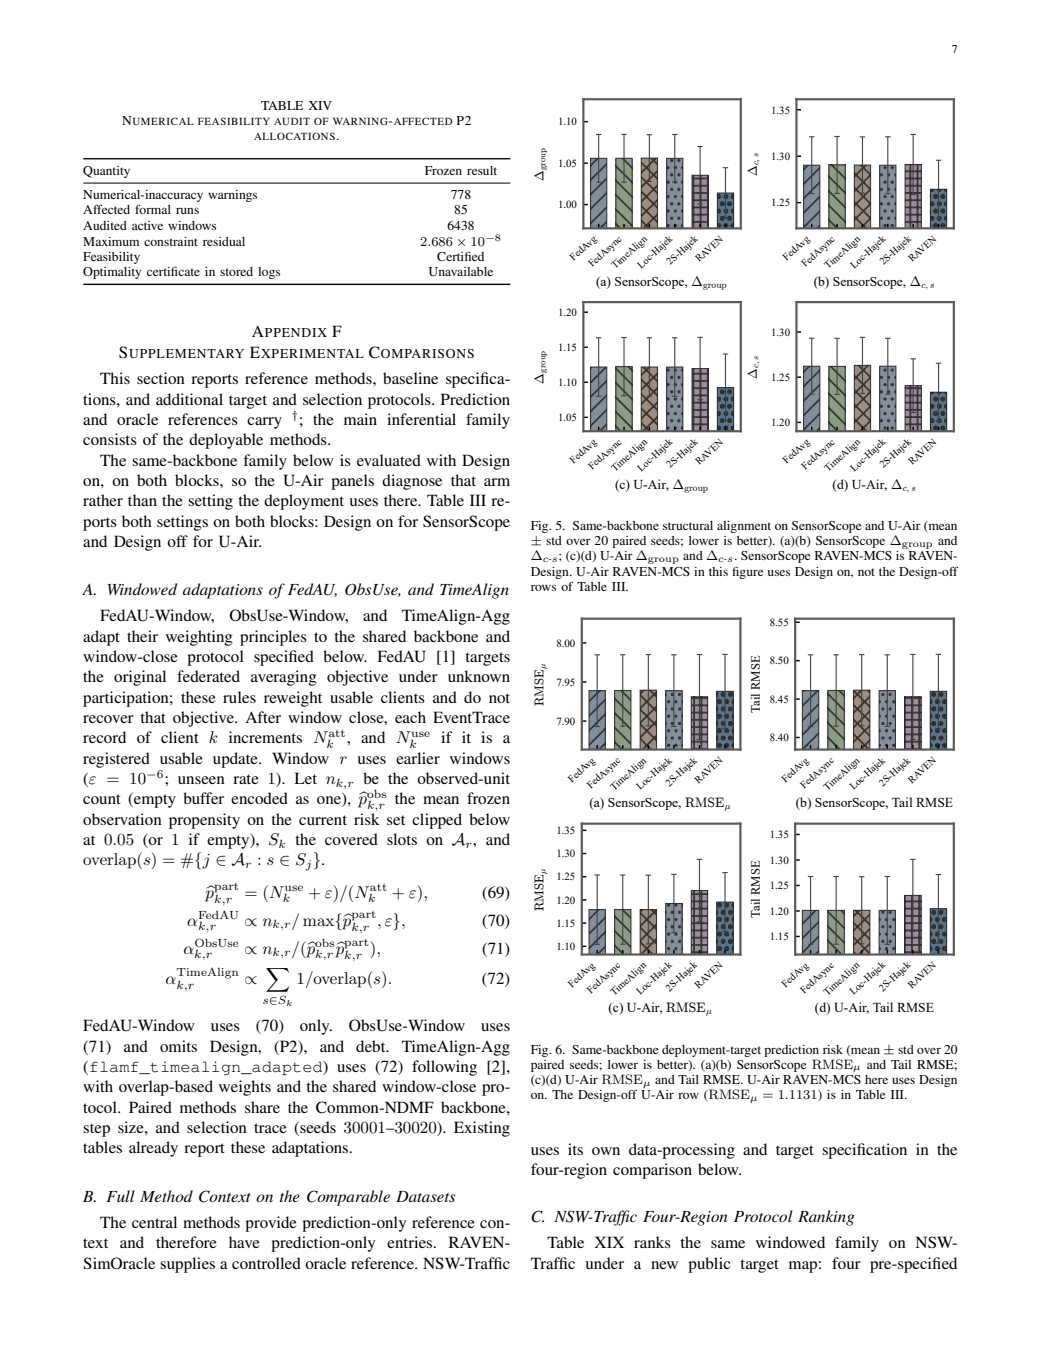 7
TABLE XIV
NUMERICAL FEASIBILITY AUDIT OF WARNING-AFFECTED P2
ALLOCATIONS.
Quantity Frozen result
Numerical-inaccuracy warnings 778
Affected formal runs 85
Audited active windows 6438
Maximum constraint residual 2.686 × 10⁻⁸
Feasibility Certified
Optimality certificate in stored logs Unavailable
APPENDIX F
SUPPLEMENTARY EXPERIMENTAL COMPARISONS
This section reports reference methods, baseline specifica-
tions, and additional target and selection protocols. Prediction
and oracle references carry †; the main inferential family
consists of the deployable methods.
The same-backbone family below is evaluated with Design
on, on both blocks, so the U-Air panels diagnose that arm
rather than the setting the deployment uses there. Table III re-
ports both settings on both blocks: Design on for SensorScope
and Design off for U-Air.
A. Windowed adaptations of FedAU, ObsUse, and TimeAlign
FedAU-Window, ObsUse-Window, and TimeAlign-Agg
adapt their weighting principles to the shared backbone and
window-close protocol specified below. FedAU [1] targets
the original federated averaging objective under unknown
participation; these rules reweight usable clients and do not
recover that objective. After window close, each EventTrace
record of client k increments N_k^att, and N_k^use if it is a
registered usable update. Window r uses earlier windows
(ε = 10⁻⁶; unseen rate 1). Let n_{k,r} be the observed-unit
count (empty buffer encoded as one), p̂_{k,r}^obs the mean frozen
observation propensity on the current risk set clipped below
at 0.05 (or 1 if empty), S_k the covered slots on 𝒜_r, and
overlap(s) = #{j ∈ 𝒜_r : s ∈ S_j}.
p̂_{k,r}^part = (N_k^use + ε)/(N_k^att + ε), (69)
α_{k,r}^FedAU ∝ n_{k,r}/ max{p̂_{k,r}^part, ε}, (70)
α_{k,r}^ObsUse ∝ n_{k,r}/(p̂_{k,r}^obs p̂_{k,r}^part), (71)
α_{k,r}^TimeAlign ∝ ∑_{s∈S_k} 1/overlap(s). (72)
FedAU-Window uses (70) only. ObsUse-Window uses
(71) and omits Design, (P2), and debt. TimeAlign-Agg
(flamf_timealign_adapted) uses (72) following [2],
with overlap-based weights and the shared window-close pro-
tocol. Paired methods share the Common-NDMF backbone,
step size, and selection trace (seeds 30001–30020). Existing
tables already report these adaptations.
B. Full Method Context on the Comparable Datasets
The central methods provide prediction-only reference con-
text and therefore have prediction-only entries. RAVEN-
SimOracle supplies a controlled oracle reference. NSW-Traffic
Δgroup
1.10
1.05
1.00
FedAvg FedAsync TimeAlign Loc-Hajek 2S-Hajek RAVEN
(a) SensorScope, Δgroup
Δc, s
1.35
1.30
1.25
FedAvg FedAsync TimeAlign Loc-Hajek 2S-Hajek RAVEN
(b) SensorScope, Δc, s
Δgroup
1.20
1.15
1.10
1.05
FedAvg FedAsync TimeAlign Loc-Hajek 2S-Hajek RAVEN
(c) U-Air, Δgroup
Δc, s
1.30
1.25
1.20
FedAvg FedAsync TimeAlign Loc-Hajek 2S-Hajek RAVEN
(d) U-Air, Δc, s
Fig. 5. Same-backbone structural alignment on SensorScope and U-Air (mean
± std over 20 paired seeds; lower is better). (a)(b) SensorScope Δgroup and
Δc-s; (c)(d) U-Air Δgroup and Δc-s. SensorScope RAVEN-MCS is RAVEN-
Design. U-Air RAVEN-MCS in this figure uses Design on, not the Design-off
rows of Table III.
RMSEμ
8.00
7.95
7.90
FedAvg FedAsync TimeAlign Loc-Hajek 2S-Hajek RAVEN
(a) SensorScope, RMSEμ
Tail RMSE
8.55
8.50
8.45
8.40
FedAvg FedAsync TimeAlign Loc-Hajek 2S-Hajek RAVEN
(b) SensorScope, Tail RMSE
RMSEμ
1.35
1.30
1.25
1.20
1.15
1.10
FedAvg FedAsync TimeAlign Loc-Hajek 2S-Hajek RAVEN
(c) U-Air, RMSEμ
Tail RMSE
1.35
1.30
1.25
1.20
1.15
FedAvg FedAsync TimeAlign Loc-Hajek 2S-Hajek RAVEN
(d) U-Air, Tail RMSE
Fig. 6. Same-backbone deployment-target prediction risk (mean ± std over 20
paired seeds; lower is better). (a)(b) SensorScope RMSEμ and Tail RMSE;
(c)(d) U-Air RMSEμ and Tail RMSE. U-Air RAVEN-MCS here uses Design
on. The Design-off U-Air row (RMSEμ = 1.1131) is in Table III.
uses its own data-processing and target specification in the
four-region comparison below.
C. NSW-Traffic Four-Region Protocol Ranking
Table XIX ranks the same windowed family on NSW-
Traffic under a new public target map: four pre-specified